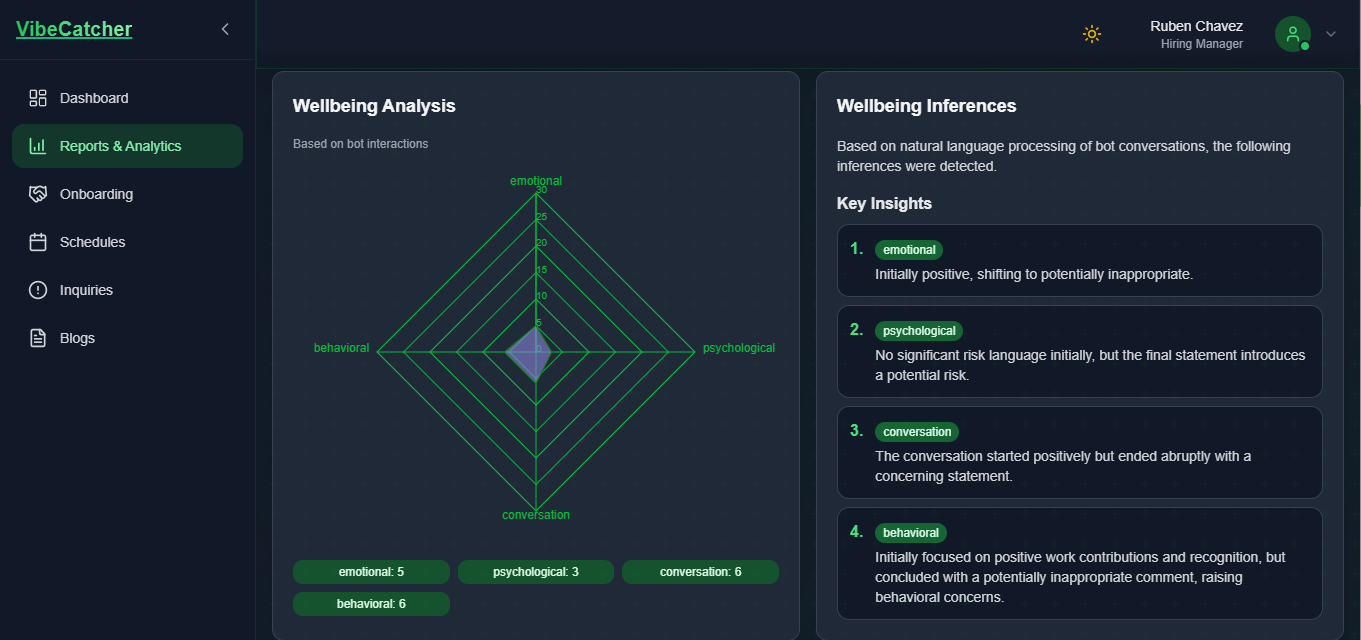 VibeCatcher
Ruben Chavez
Hiring Manager
Dashboard
Reports & Analytics
Onboarding
Schedules
Inquiries
Blogs
Wellbeing Analysis
Based on bot interactions
emotional
30
25
20
15
10
5
0
behavioral
psychological
conversation
emotional: 5
psychological: 3
conversation: 6
behavioral: 6
Wellbeing Inferences
Based on natural language processing of bot conversations, the following
inferences were detected.
Key Insights
1. emotional
Initially positive, shifting to potentially inappropriate.
2. psychological
No significant risk language initially, but the final statement introduces
a potential risk.
3. conversation
The conversation started positively but ended abruptly with a
concerning statement.
4. behavioral
Initially focused on positive work contributions and recognition, but
concluded with a potentially inappropriate comment, raising
behavioral concerns.